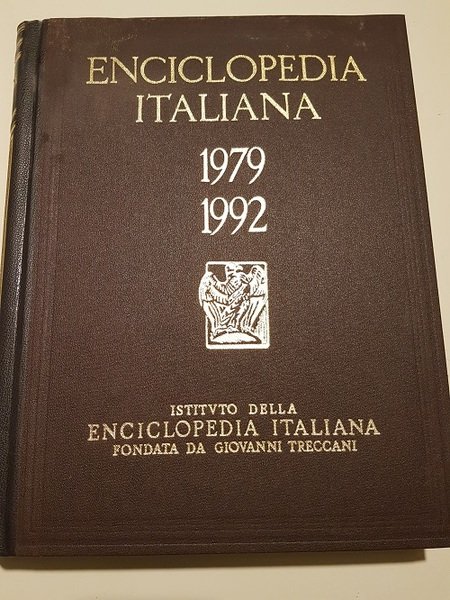 ENCICLOPEDIA
ITALIANA
1979
1992
ISTITVTO DELLA
ENCICLOPEDIA ITALIANA
FONDATA DA GIOVANNI TRECCANI